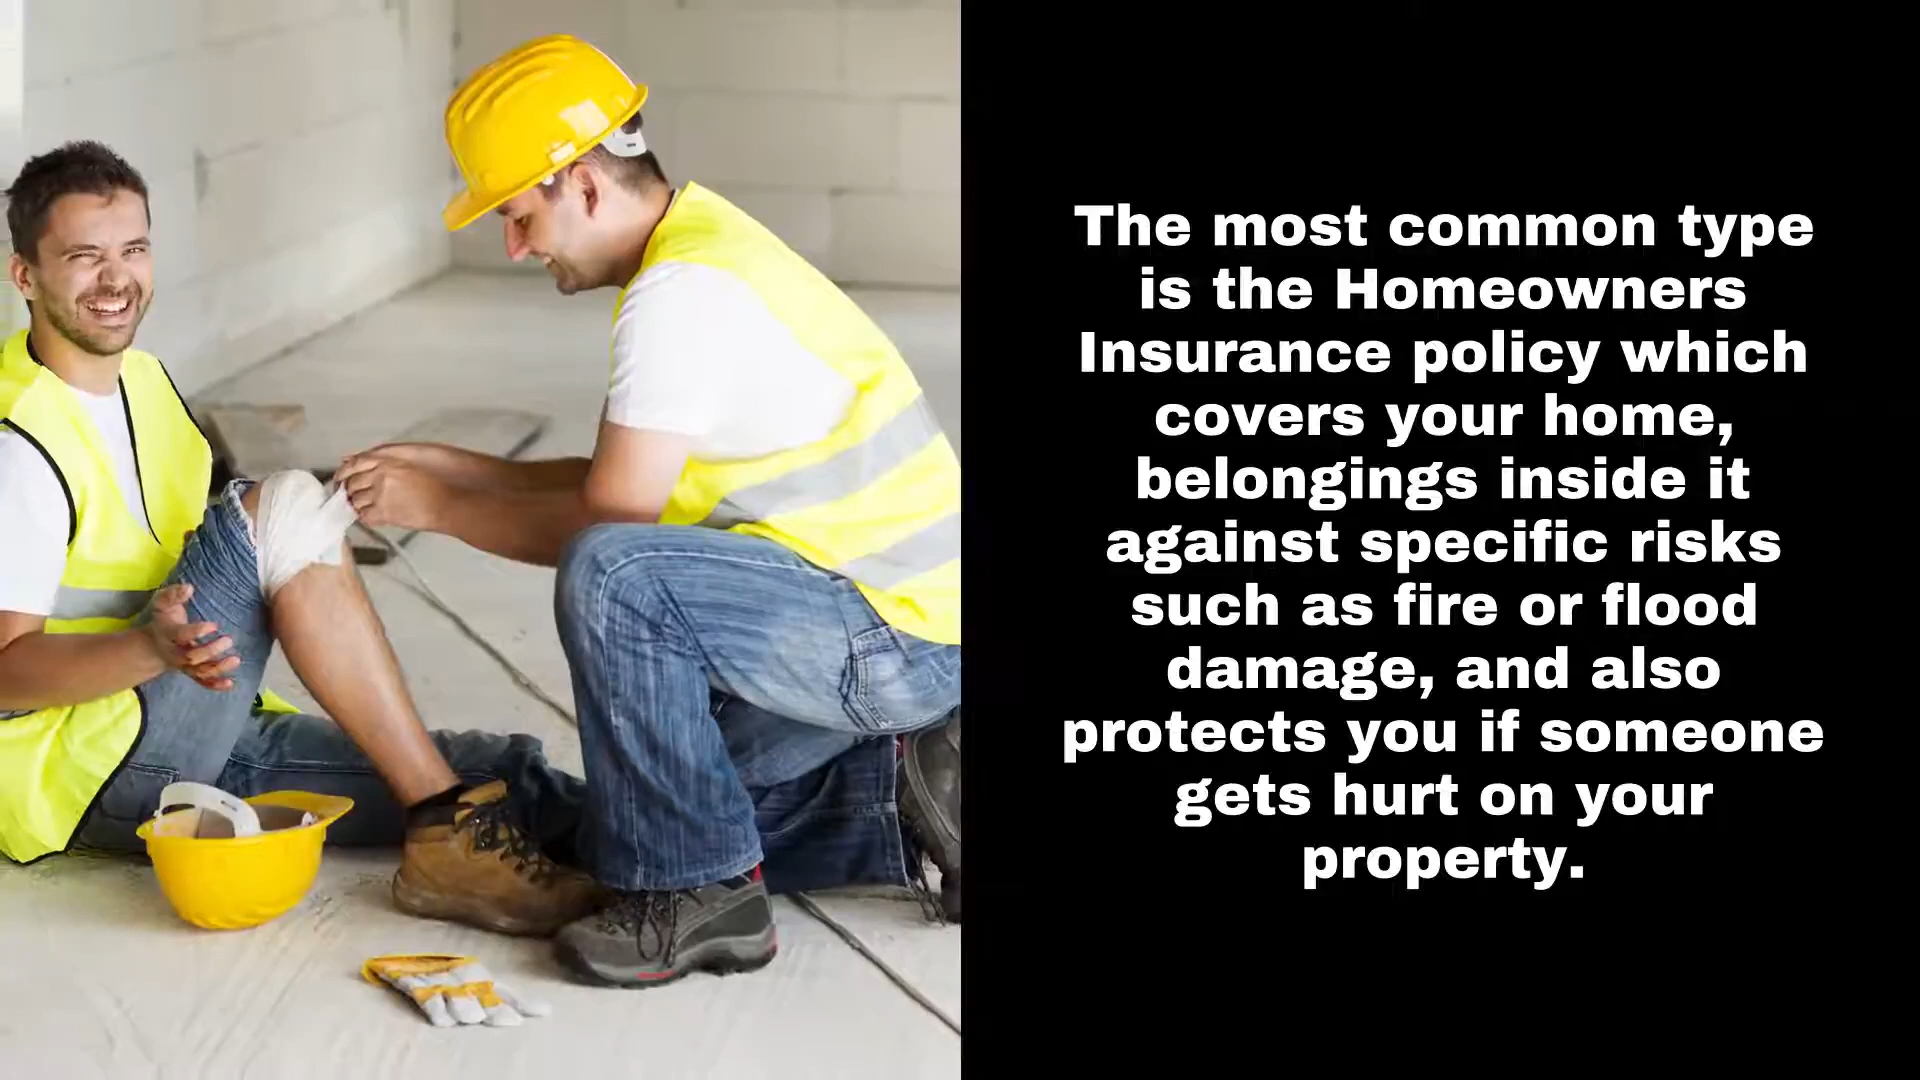 The most common type
is the Homeowners
Insurance policy which
covers your home,
belongings inside it
against specific risks
such as fire or flood
damage, and also
protects you if someone
gets hurt on your
property.